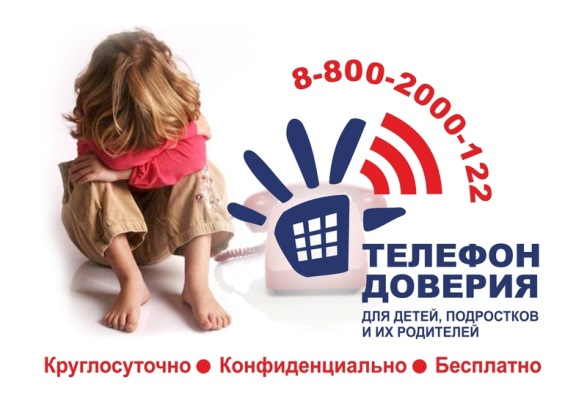 8-800-2000-122
ТЕЛЕФОН
ДОВЕРИЯ
ДЛЯ ДЕТЕЙ, ПОДРОСТКОВ
И ИХ РОДИТЕЛЕЙ
Круглосуточно ● Конфиденциально ● Бесплатно